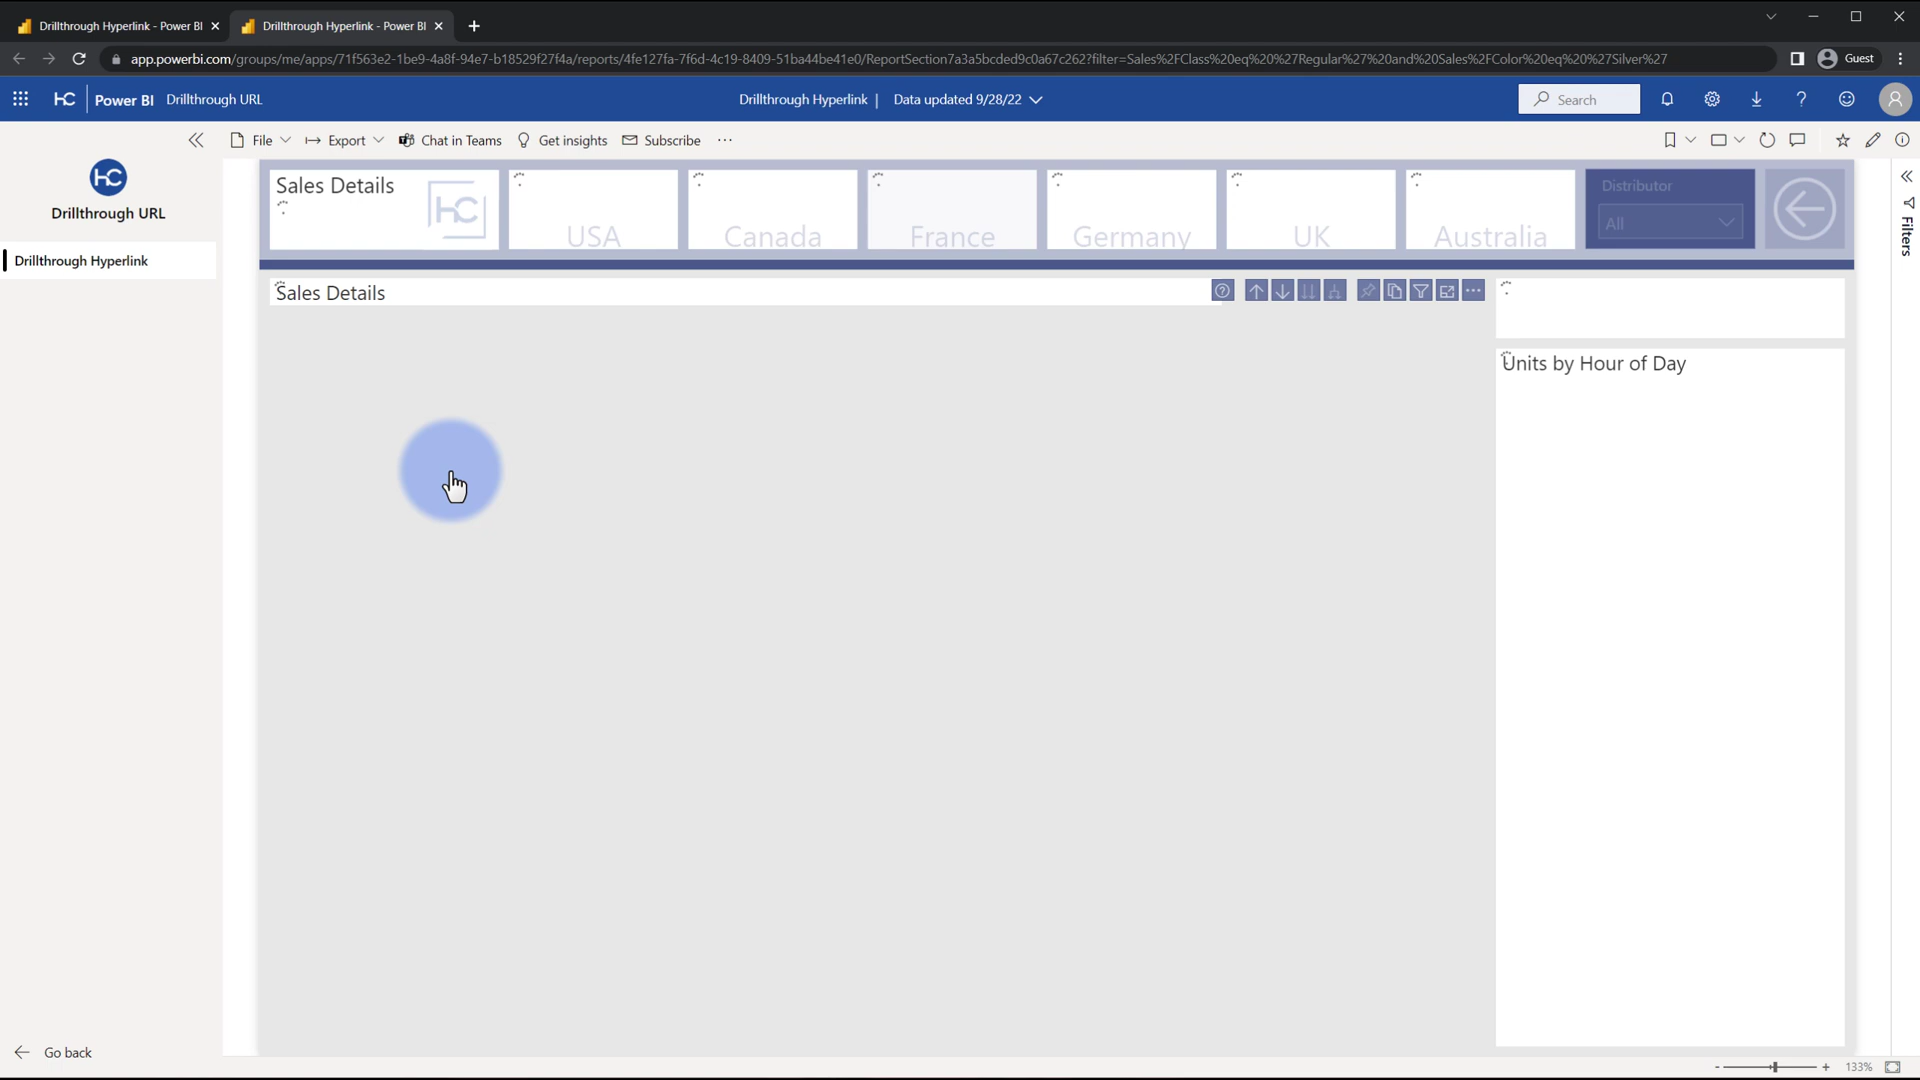 Drillthrough Hyperlink - Power BI
Drillthrough Hyperlink - Power BI
app.powerbi.com/groups/me/apps/71f563e2-1be9-4a8f-94e7-b18529f27f4a/reports/4fe127fa-7f6d-4c19-8409-51ba44be41e0/ReportSection7a3a5bcded9c0a67c262?filter=Sales%2FClass%20eq%20%27Regular%27%20and%20Sales%2FColor%20eq%20%27Silver%27
Guest
HC Power BI Drillthrough URL
Drillthrough Hyperlink | Data updated 9/28/22
Search
File Export Chat in Teams Get insights Subscribe ...
HC
Drillthrough URL
Drillthrough Hyperlink
Go back
Sales Details
HC
USA
Canada
France
Germany
UK
Australia
Distributor
All
Filters
Sales Details
Units by Hour of Day
- + 133%